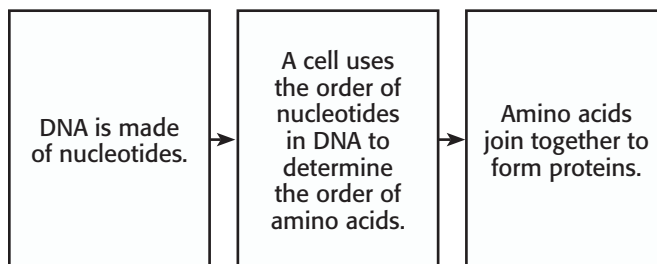 DNA is made
of nucleotides.
A cell uses
the order of
nucleotides
in DNA to
determine
the order of
amino acids.
Amino acids
join together to
form proteins.